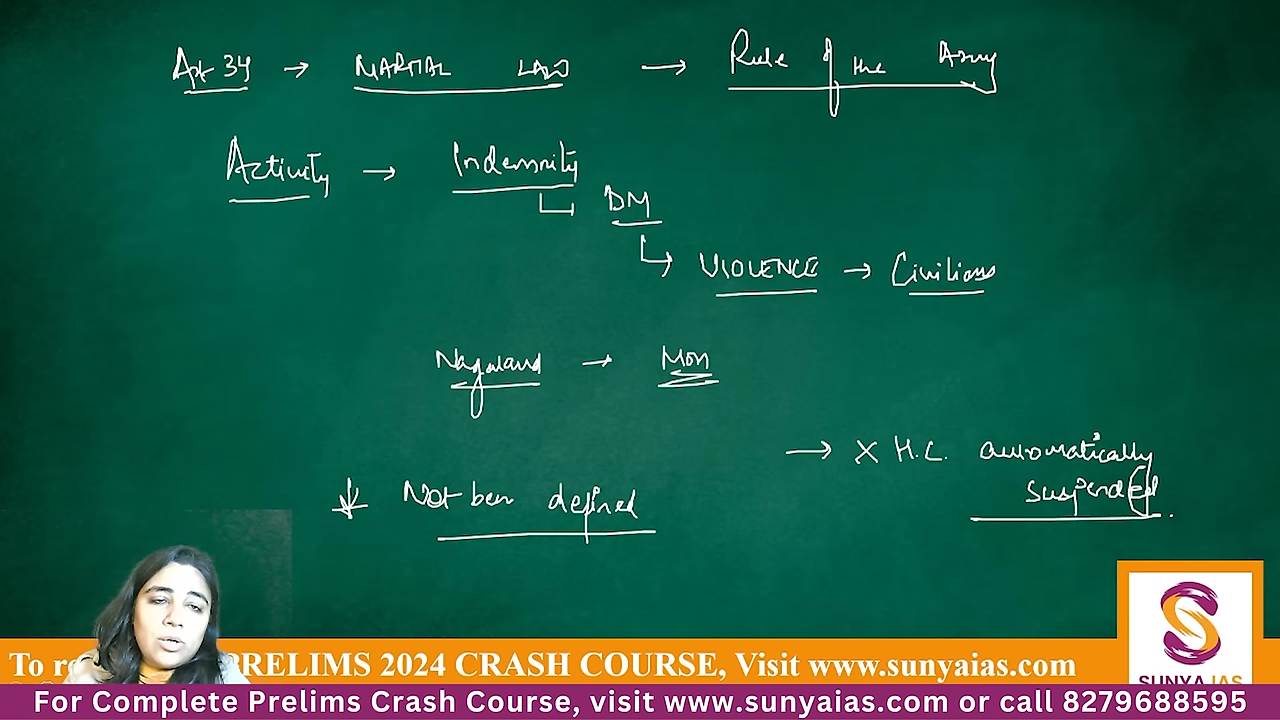 Art 34 → MARTIAL LAW → Rule of the Army
Activity → Indemnity
DM
VIOLENCE → Civilians
Nagaland → Mon
→ X H.C. automatically
suspended.
Not been defined
To re PRELIMS 2024 CRASH COURSE, Visit www.sunyaias.com
SUNYA IAS
For Complete Prelims Crash Course, visit www.sunyaias.com or call 8279688595